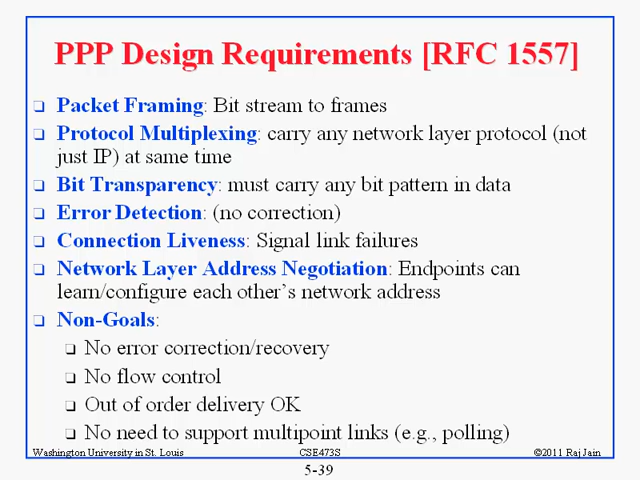 PPP Design Requirements [RFC 1557]
❑ Packet Framing: Bit stream to frames
❑ Protocol Multiplexing: carry any network layer protocol (not
just IP) at same time
❑ Bit Transparency: must carry any bit pattern in data
❑ Error Detection: (no correction)
❑ Connection Liveness: Signal link failures
❑ Network Layer Address Negotiation: Endpoints can
learn/configure each other's network address
❑ Non-Goals:
❑ No error correction/recovery
❑ No flow control
❑ Out of order delivery OK
❑ No need to support multipoint links (e.g., polling)
Washington University in St. Louis CSE473S ©2011 Raj Jain
5-39